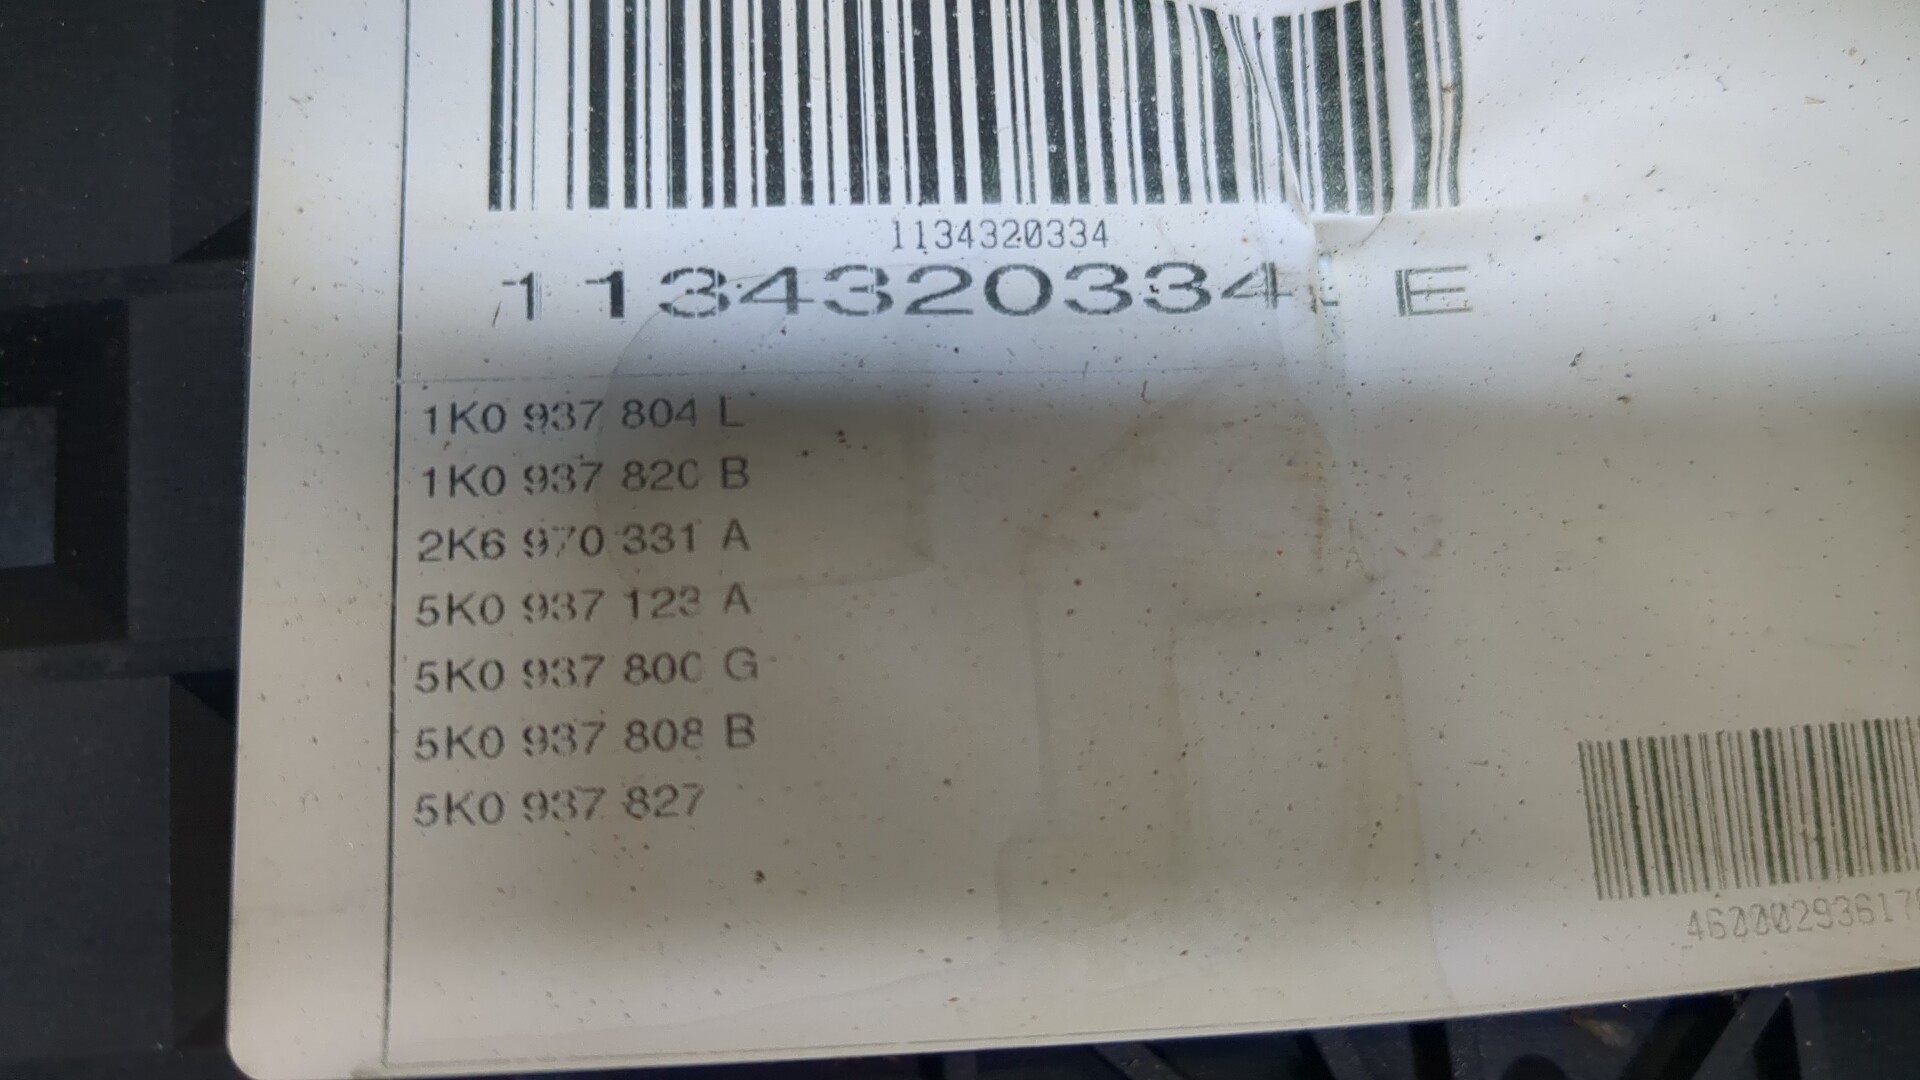 1134320334
1134320334. E
1K0 937 804 L
1K0 937 820 B
2K6 970 331 A
5K0 937 123 A
5K0 937 800 G
5K0 937 808 B
5K0 937 827